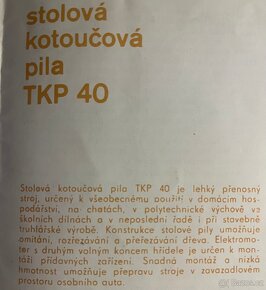 stolová
kotoučová
pila
TKP 40
Stolová kotoučová pila TKP 40 je lehký přenosný
stroj, určený k všeobecnému použití v domácím hos-
podářství, na chatách, v polytechnické výchově ve
školních dílnách a v neposlední řadě i při stavebně
truhlářské výrobě. Konstrukce stolové pily umožňuje
omítání, rozřezávání a přeřezávání dřeva. Elektromo-
tor s druhým volným koncem hřídele je určen k mon-
táži přídavných zařízení. Snadná montáž a nízká
hmotnost umožňuje přepravu stroje v zavazadlovém
prostoru osobního auta.